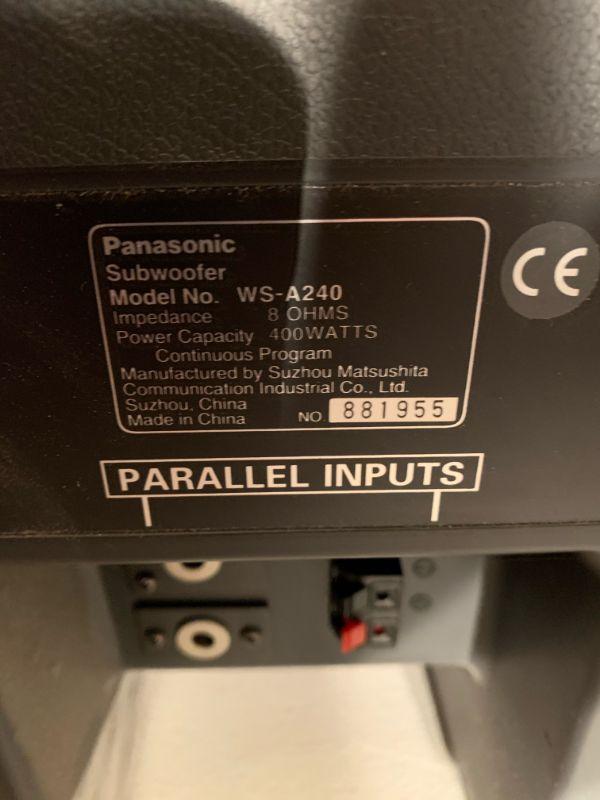 Panasonic
Subwoofer
Model No. WS-A240
Impedance 8 OHMS
Power Capacity 400WATTS
Continuous Program
Manufactured by Suzhou Matsushita
Communication Industrial Co., Ltd.
Suzhou, China
Made in China NO. 881955
CE
PARALLEL INPUTS